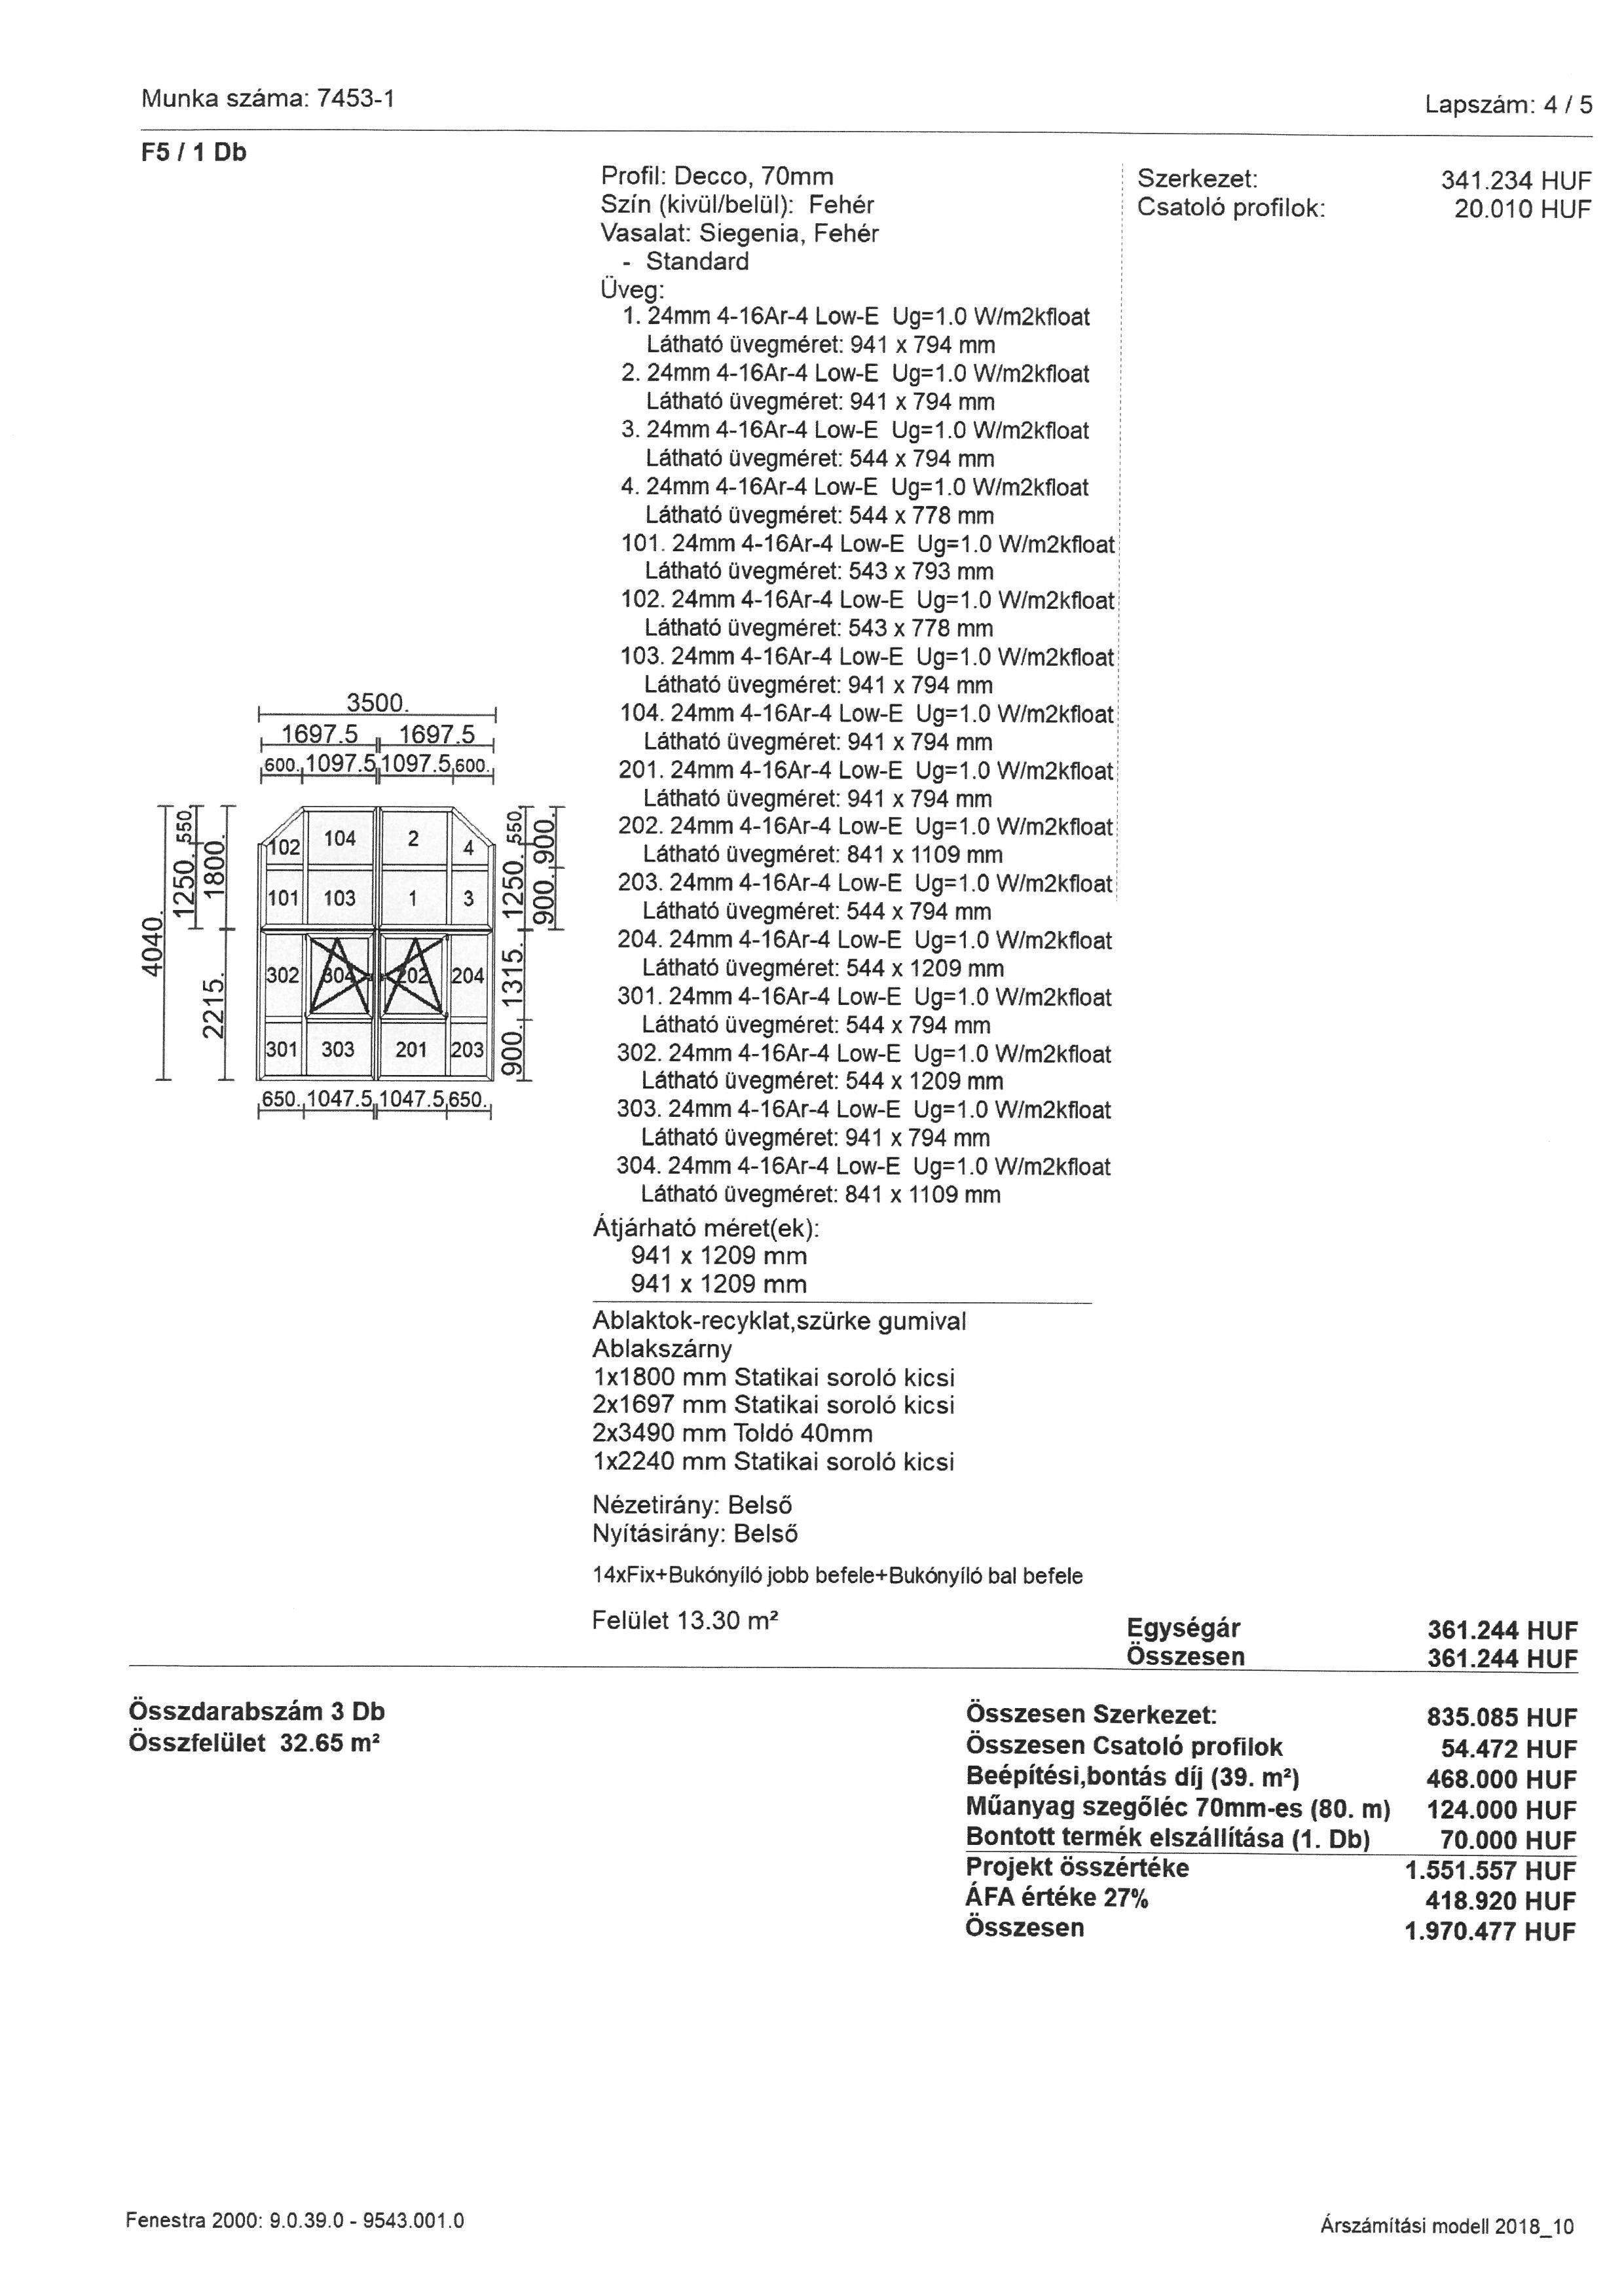 Munka száma: 7453-1
Lapszám: 4 / 5
F5 / 1 Db
Profil: Decco, 70mm
Szín (kivül/belül):  Fehér
Vasalat: Siegenia, Fehér
- Standard
Üveg:
1. 24mm 4-16Ar-4 Low-E  Ug=1.0 W/m2kfloat
Látható üvegméret: 941 x 794 mm
2. 24mm 4-16Ar-4 Low-E  Ug=1.0 W/m2kfloat
Látható üvegméret: 941 x 794 mm
3. 24mm 4-16Ar-4 Low-E  Ug=1.0 W/m2kfloat
Látható üvegméret: 544 x 794 mm
4. 24mm 4-16Ar-4 Low-E  Ug=1.0 W/m2kfloat
Látható üvegméret: 544 x 778 mm
101. 24mm 4-16Ar-4 Low-E  Ug=1.0 W/m2kfloat
Látható üvegméret: 543 x 793 mm
102. 24mm 4-16Ar-4 Low-E  Ug=1.0 W/m2kfloat
Látható üvegméret: 543 x 778 mm
103. 24mm 4-16Ar-4 Low-E  Ug=1.0 W/m2kfloat
Látható üvegméret: 941 x 794 mm
104. 24mm 4-16Ar-4 Low-E  Ug=1.0 W/m2kfloat
Látható üvegméret: 941 x 794 mm
201. 24mm 4-16Ar-4 Low-E  Ug=1.0 W/m2kfloat
Látható üvegméret: 941 x 794 mm
202. 24mm 4-16Ar-4 Low-E  Ug=1.0 W/m2kfloat
Látható üvegméret: 841 x 1109 mm
203. 24mm 4-16Ar-4 Low-E  Ug=1.0 W/m2kfloat
Látható üvegméret: 544 x 794 mm
204. 24mm 4-16Ar-4 Low-E  Ug=1.0 W/m2kfloat
Látható üvegméret: 544 x 1209 mm
301. 24mm 4-16Ar-4 Low-E  Ug=1.0 W/m2kfloat
Látható üvegméret: 544 x 794 mm
302. 24mm 4-16Ar-4 Low-E  Ug=1.0 W/m2kfloat
Látható üvegméret: 544 x 1209 mm
303. 24mm 4-16Ar-4 Low-E  Ug=1.0 W/m2kfloat
Látható üvegméret: 941 x 794 mm
304. 24mm 4-16Ar-4 Low-E  Ug=1.0 W/m2kfloat
Látható üvegméret: 841 x 1109 mm
Átjárható méret(ek):
941 x 1209 mm
941 x 1209 mm
Ablaktok-recyklat,szürke gumival
Ablakszárny
1x1800 mm Statikai soroló kicsi
2x1697 mm Statikai soroló kicsi
2x3490 mm Toldó 40mm
1x2240 mm Statikai soroló kicsi
Nézetirány: Belső
Nyításirány: Belső
14xFix+Bukónyíló jobb befele+Bukónyíló bal befele
Felület 13.30 m²
Szerkezet: 341.234 HUF
Csatoló profilok: 20.010 HUF
3500.
1697.5 1697.5
600. 1097.5 1097.5 600.
102 104 2 4
101 103 1 3
302 304 202 204
301 303 201 203
650. 1047.5 1047.5 650.
4040.
1250. 550.
2215. 1800.
900. 1315. 1250. 550.
900. 900.
Egységár 361.244 HUF
Összesen 361.244 HUF
Összdarabszám 3 Db
Összfelület  32.65 m²
Összesen Szerkezet: 835.085 HUF
Összesen Csatoló profilok 54.472 HUF
Beépítési,bontás díj (39. m²) 468.000 HUF
Műanyag szegőléc 70mm-es (80. m) 124.000 HUF
Bontott termék elszállítása (1. Db) 70.000 HUF
Projekt összértéke 1.551.557 HUF
ÁFA értéke 27% 418.920 HUF
Összesen 1.970.477 HUF
Fenestra 2000: 9.0.39.0 - 9543.001.0
Árszámítási modell 2018_10